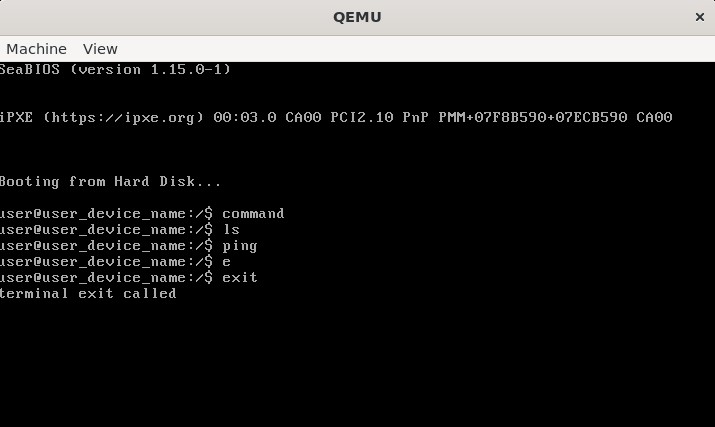 QEMU
Machine View
SeaBIOS (version 1.15.0-1)
iPXE (https://ipxe.org) 00:03.0 CA00 PCI2.10 PnP PMM+07F8B590+07ECB590 CA00
Booting from Hard Disk...
user@user_device_name:/$ command
user@user_device_name:/$ ls
user@user_device_name:/$ ping
user@user_device_name:/$ e
user@user_device_name:/$ exit
terminal exit called